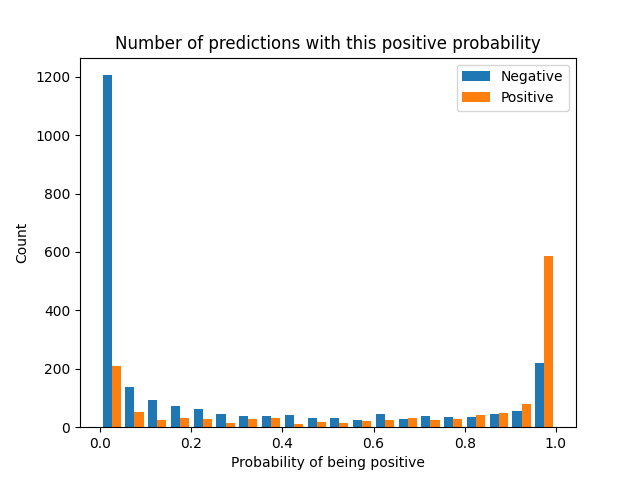 Number of predictions with this positive probability
Negative
Positive
Count
1200
1000
800
600
400
200
0
0.0 0.2 0.4 0.6 0.8 1.0
Probability of being positive